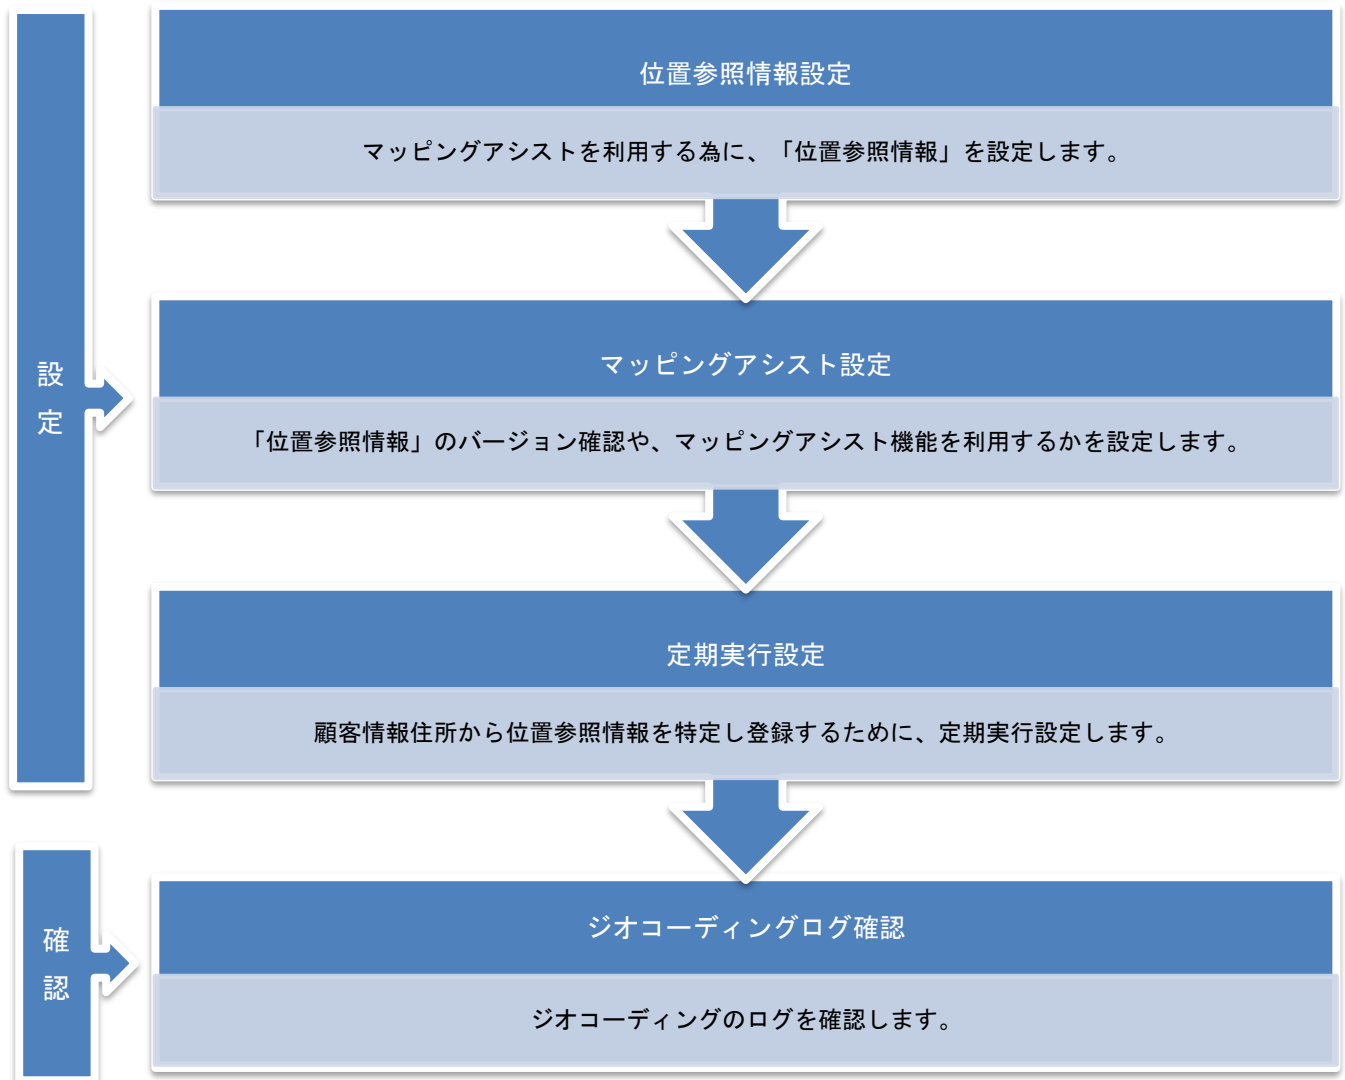 位置参照情報設定
マッピングアシストを利用する為に、「位置参照情報」を設定します。
設定
マッピングアシスト設定
「位置参照情報」のバージョン確認や、マッピングアシスト機能を利用するかを設定します。
定期実行設定
顧客情報住所から位置参照情報を特定し登録するために、定期実行設定します。
確認
ジオコーディングログ確認
ジオコーディングのログを確認します。